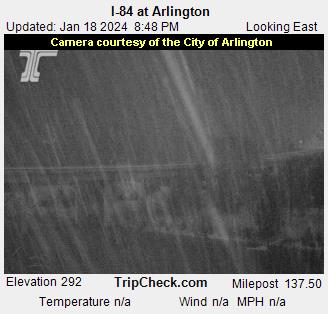 I-84 at Arlington
Updated: Jan 18 2024 8:48 PM Looking East
Camera courtesy of the City of Arlington
Elevation 292 TripCheck.com Milepost 137.50
Temperature n/a Wind n/a MPH n/a